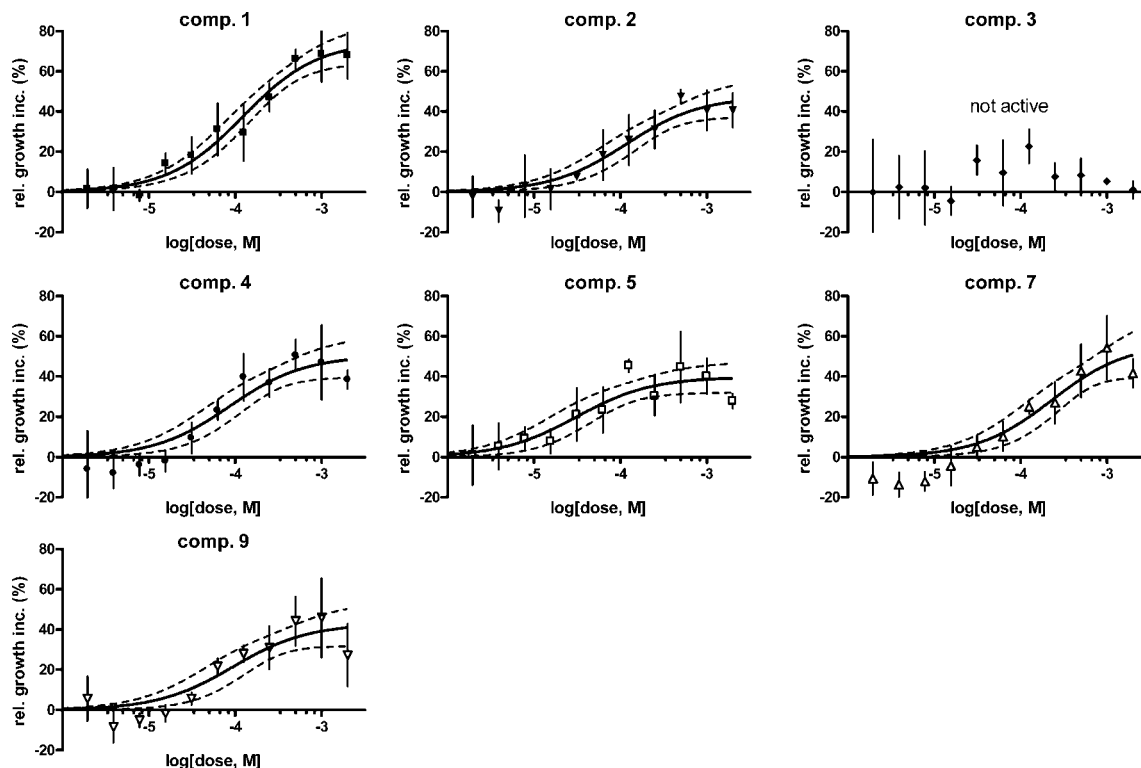 comp. 1
rel. growth inc. (%)
80
60
40
20
0
-20
-5
-4
-3
log[dose, M]
comp. 2
rel. growth inc. (%)
80
60
40
20
0
-20
-5
-4
-3
log[dose, M]
comp. 3
not active
rel. growth inc. (%)
80
60
40
20
0
-20
-5
-4
-3
log[dose, M]
comp. 4
rel. growth inc. (%)
80
60
40
20
0
-20
-5
-4
-3
log[dose, M]
comp. 5
rel. growth inc. (%)
80
60
40
20
0
-20
-5
-4
-3
log[dose, M]
comp. 7
rel. growth inc. (%)
80
60
40
20
0
-20
-5
-4
-3
log[dose, M]
comp. 9
rel. growth inc. (%)
80
60
40
20
0
-20
-5
-4
-3
log[dose, M]